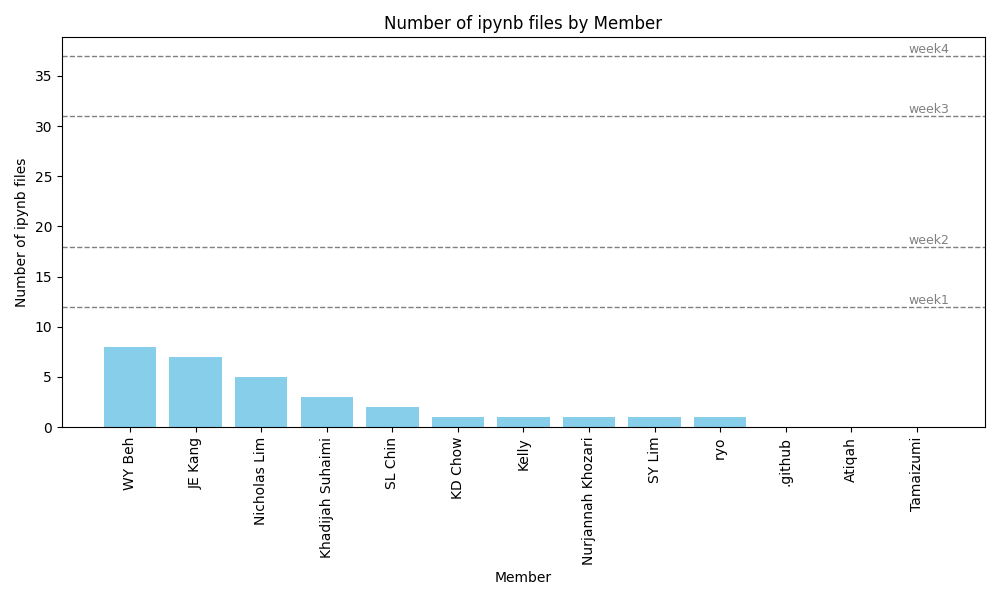 Number of ipynb files by Member
Number of ipynb files
35
30
25
20
15
10
5
0
week4
week3
week2
week1
WY Beh
JE Kang
Nicholas Lim
Khadijah Suhaimi
SL Chin
KD Chow
Kelly
Nurjannah Khozari
SY Lim
ryo
.github
Atiqah
Tamaizumi
Member